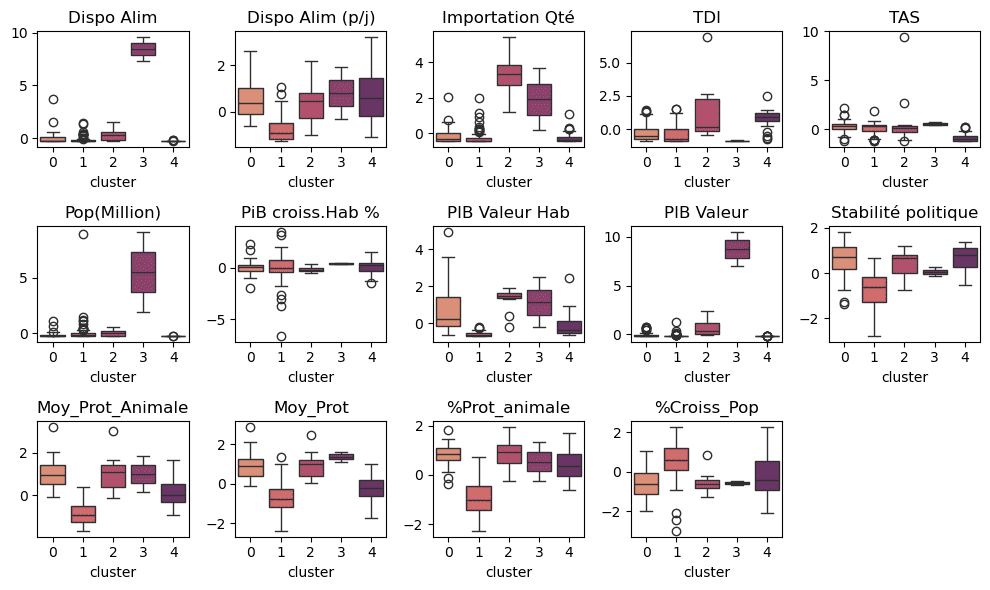 Dispo Alim Dispo Alim (p/j) Importation Qté TDI TAS
10
5
0
0 1 2 3 4
cluster
2
0
0 1 2 3 4
cluster
4
2
0
0 1 2 3 4
cluster
5.0
2.5
0.0
0 1 2 3 4
cluster
10
5
0
0 1 2 3 4
cluster
Pop(Million) PiB croiss.Hab % PIB Valeur Hab PIB Valeur Stabilité politique
5
0
0 1 2 3 4
cluster
0
−5
0 1 2 3 4
cluster
4
2
0
0 1 2 3 4
cluster
10
5
0
0 1 2 3 4
cluster
2
0
−2
0 1 2 3 4
cluster
Moy_Prot_Animale Moy_Prot %Prot_animale %Croiss_Pop
2
0
0 1 2 3 4
cluster
2
0
−2
0 1 2 3 4
cluster
2
0
−2
0 1 2 3 4
cluster
2
0
−2
0 1 2 3 4
cluster